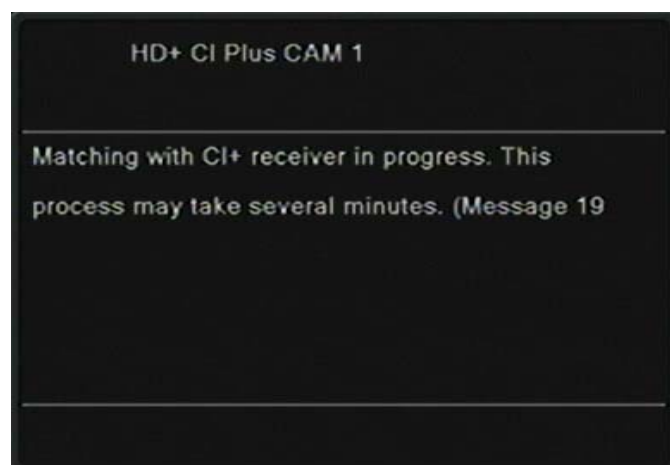 HD+ CI Plus CAM 1
Matching with CI+ receiver in progress. This
process may take several minutes. (Message 19